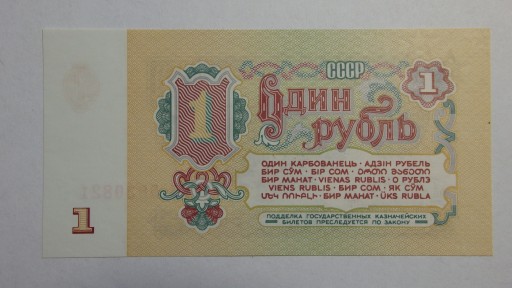 СССР
1
1
Один
рубль
ОДИН КАРБОВАНЕЦЬ · АДЗІН РУБЕЛЬ
БИР СЎМ · БІР СОМ · ᲔᲠᲗᲘ ᲛᲐᲜᲔᲗᲘ
БИР МАНАТ · VIENAS RUBLIS · О РУБЛЭ
VIENS RUBLIS · БИР СОМ · ЯК СЎМ
ՄԵԿ ՌՈՒԲԼԻ · БИР МАНАТ · ÜKS RUBLA
ПОДДЕЛКА ГОСУДАРСТВЕННЫХ КАЗНАЧЕЙСКИХ
БИЛЕТОВ ПРЕСЛЕДУЕТСЯ ПО ЗАКОНУ
1